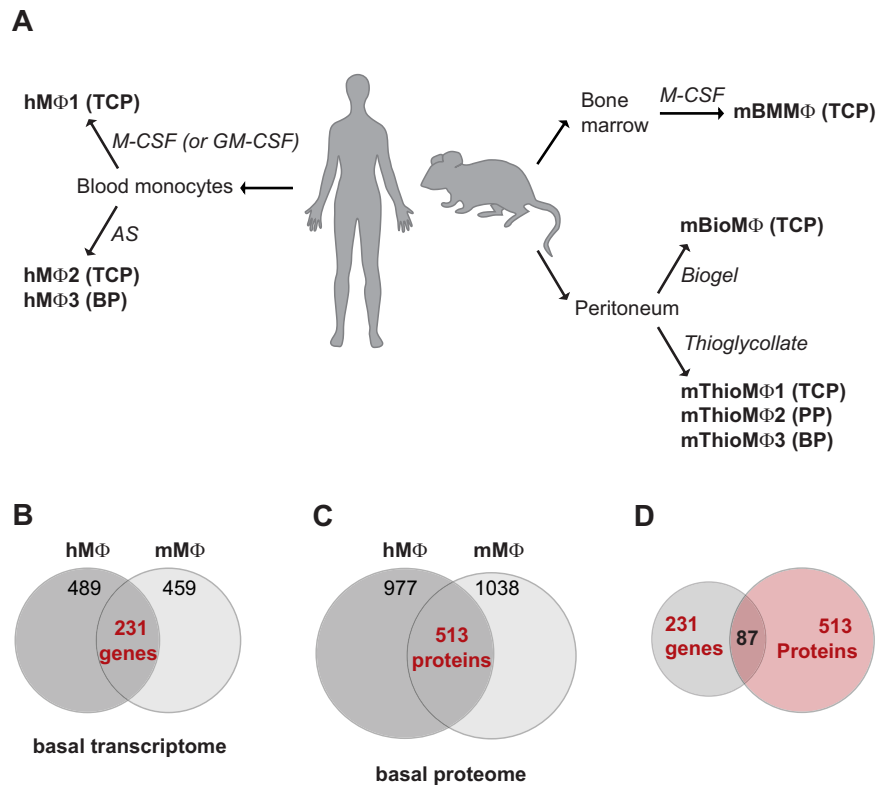 A
hMΦ1 (TCP)
M-CSF (or GM-CSF)
Blood monocytes
AS
hMΦ2 (TCP)
hMΦ3 (BP)
Bone
marrow
M-CSF
mBMMΦ (TCP)
mBioMΦ (TCP)
Biogel
Peritoneum
Thioglycollate
mThioMΦ1 (TCP)
mThioMΦ2 (PP)
mThioMΦ3 (BP)
B
hMΦ mMΦ
489 459
231
genes
basal transcriptome
C
hMΦ mMΦ
977 1038
513
proteins
basal proteome
D
231
genes
87
513
Proteins